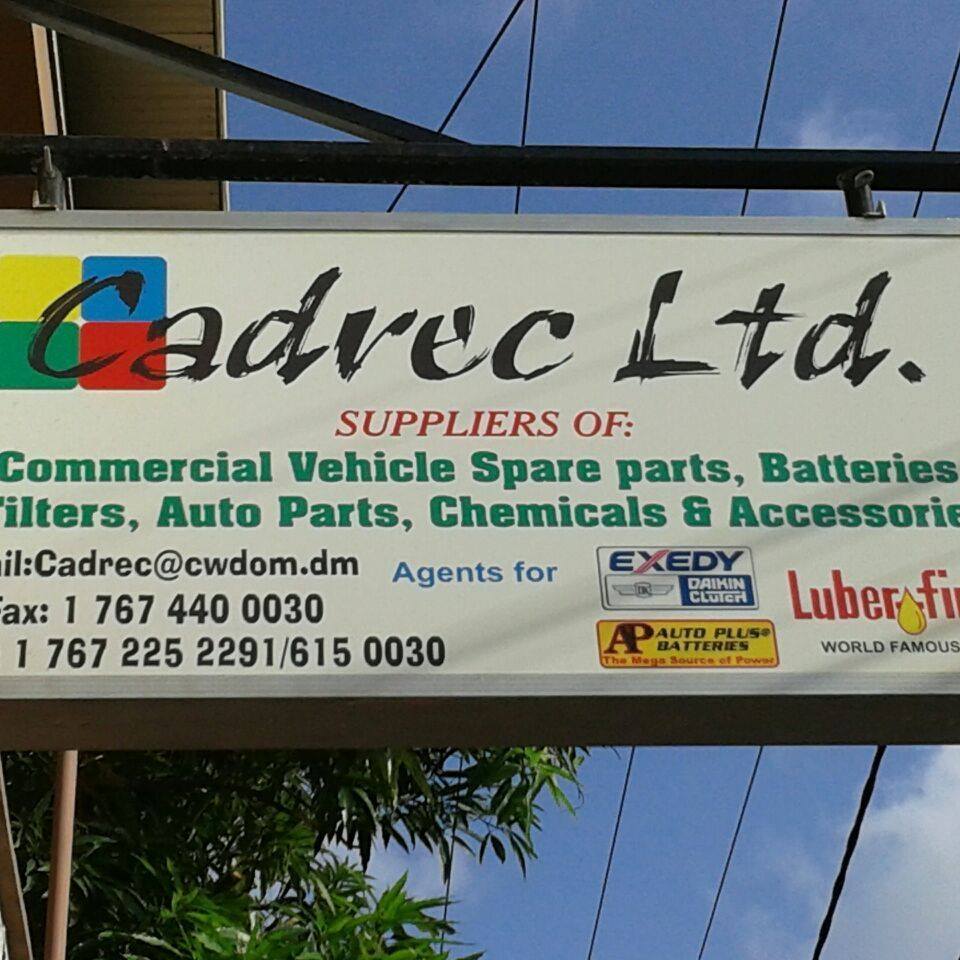 Cadrec Ltd.
SUPPLIERS OF:
Commercial Vehicle Spare parts, Batteries
Filters, Auto Parts, Chemicals & Accessorie
ail:Cadrec@cwdom.dm
Fax: 1 767 440 0030
1 767 225 2291/615 0030
Agents for
EXEDY
DK
DAIKIN
CLUTCH
AP AUTO PLUS®
BATTERIES
The Mega Source of Power
Luber-fin
WORLD FAMOUS